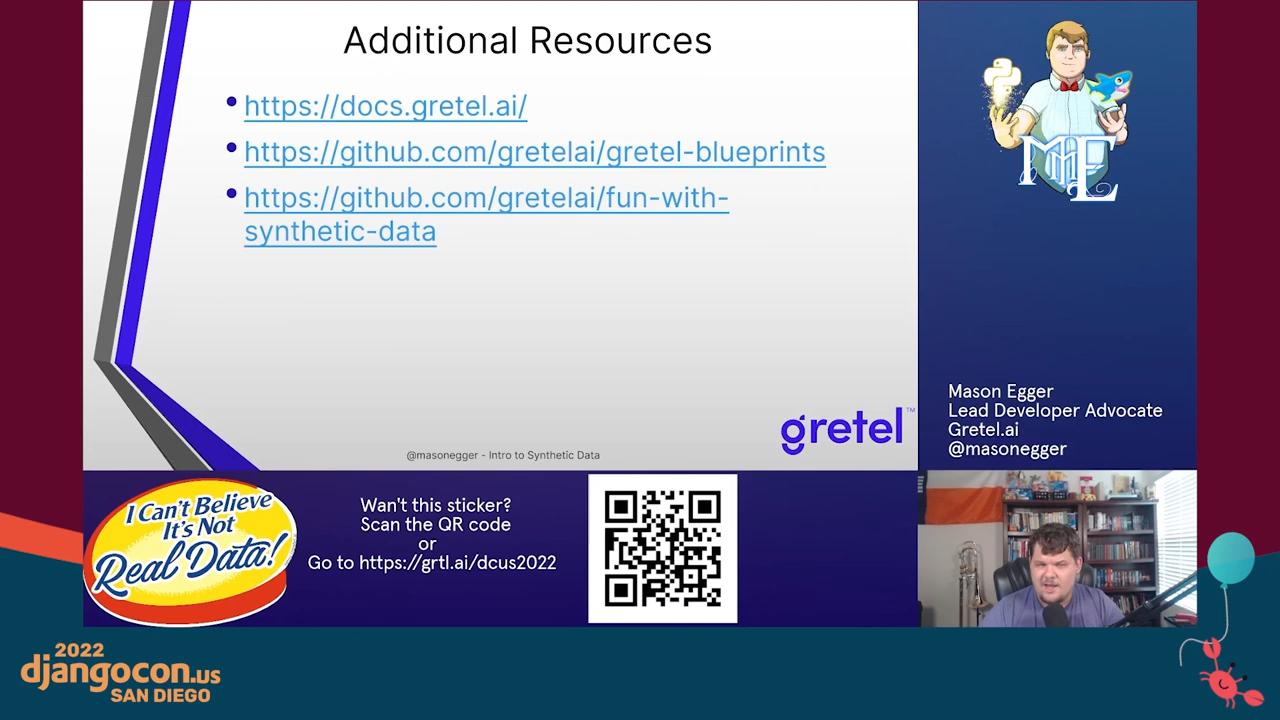 Additional Resources
https://docs.gretel.ai/
https://github.com/gretelai/gretel-blueprints
https://github.com/gretelai/fun-with-
synthetic-data
gretel™
@masonegger - Intro to Synthetic Data
ME
Mason Egger
Lead Developer Advocate
Gretel.ai
@masonegger
I Can't Believe
It's Not
Real Data!
Wan't this sticker?
Scan the QR code
or
Go to https://grtl.ai/dcus2022
2022
djangocon.us
SAN DIEGO